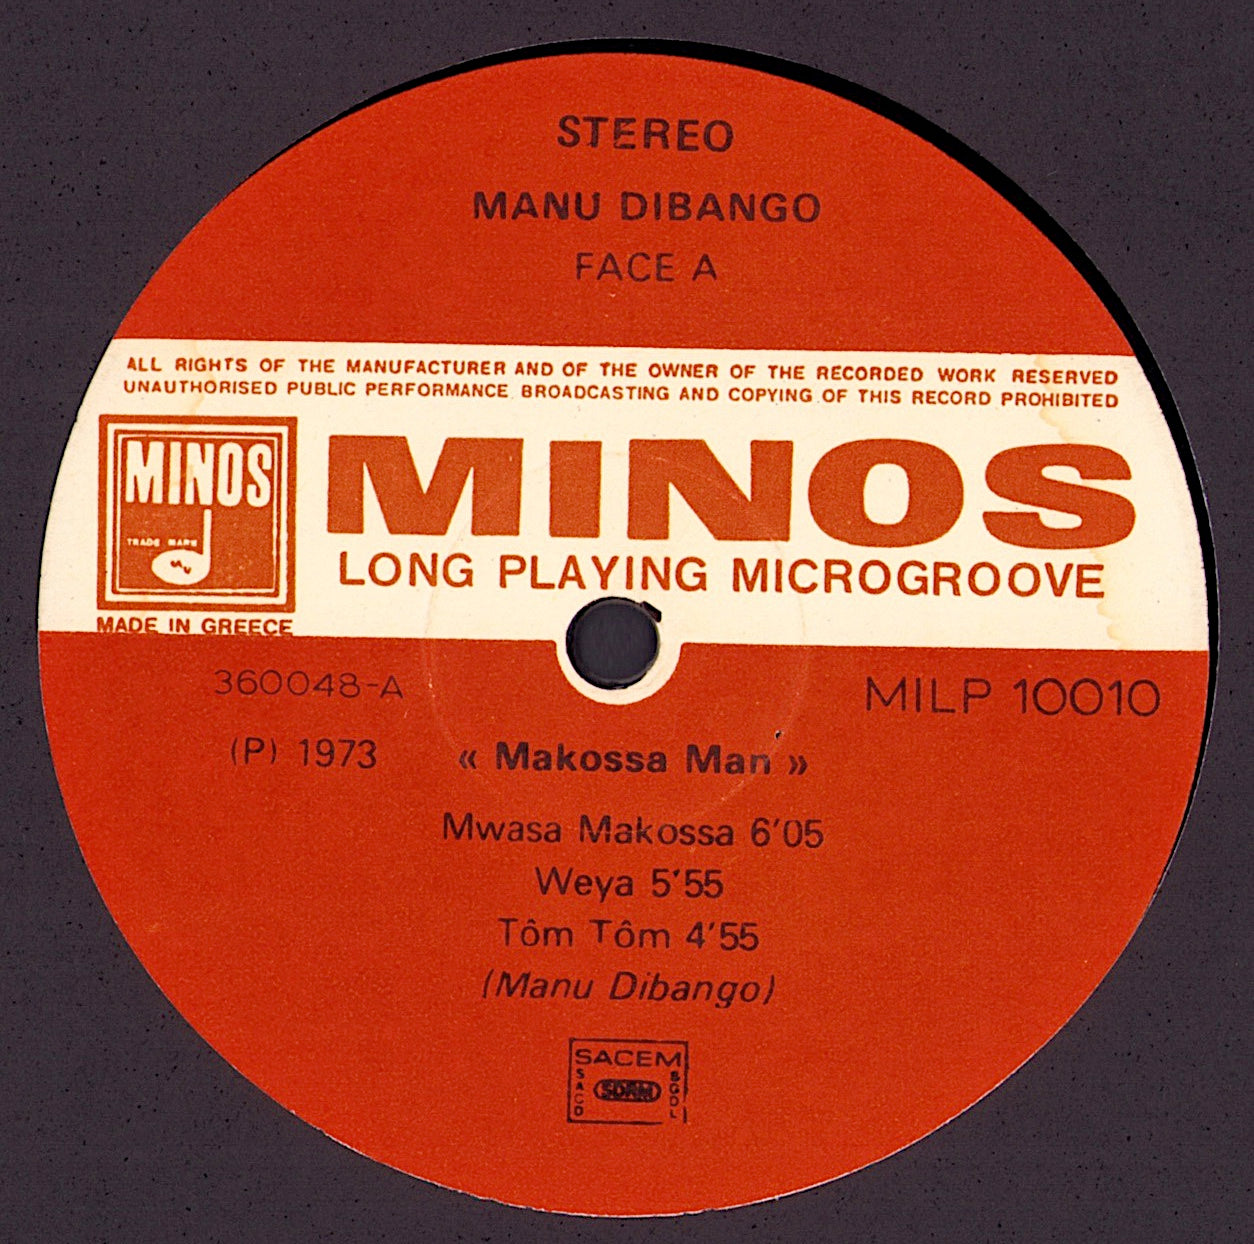 STEREO
MANU DIBANGO
FACE A
ALL RIGHTS OF THE MANUFACTURER AND OF THE OWNER OF THE RECORDED WORK RESERVED
UNAUTHORISED PUBLIC PERFORMANCE BROADCASTING AND COPYING OF THIS RECORD PROHIBITED
MINOS
TRADE MARK
MADE IN GREECE
MINOS
LONG PLAYING MICROGROOVE
360048-A
MILP 10010
(P) 1973
« Makossa Man »
Mwasa Makossa 6'05
Weya 5'55
Tôm Tôm 4'55
(Manu Dibango)
SACEM
SACD
SDRM